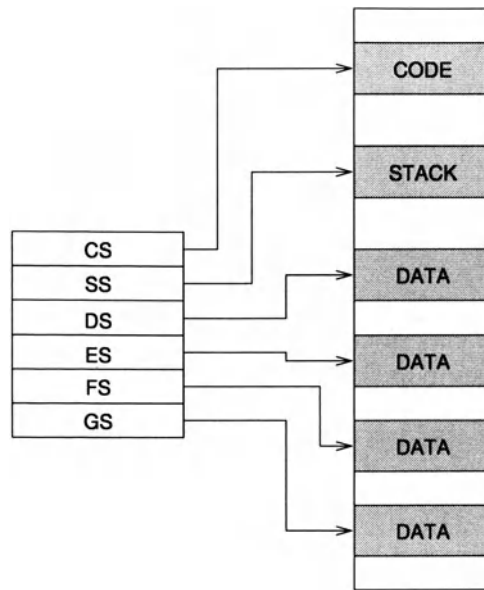 CS
SS
DS
ES
FS
GS
CODE
STACK
DATA
DATA
DATA
DATA